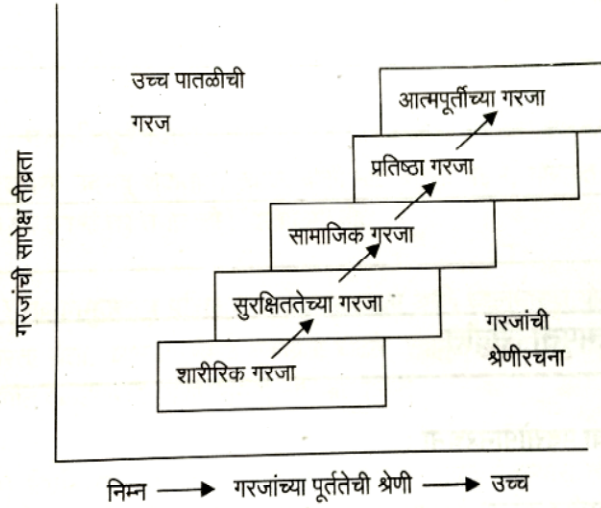 उच्च पातळीची
गरज
आत्मपूर्तीच्या गरजा
प्रतिष्ठा गरजा
सामाजिक गरजा
सुरक्षिततेच्या गरजा
शारीरिक गरजा
गरजांची
श्रेणीरचना
गरजांची सापेक्ष तीव्रता
निम्न → गरजांच्या पूर्ततेची श्रेणी → उच्च